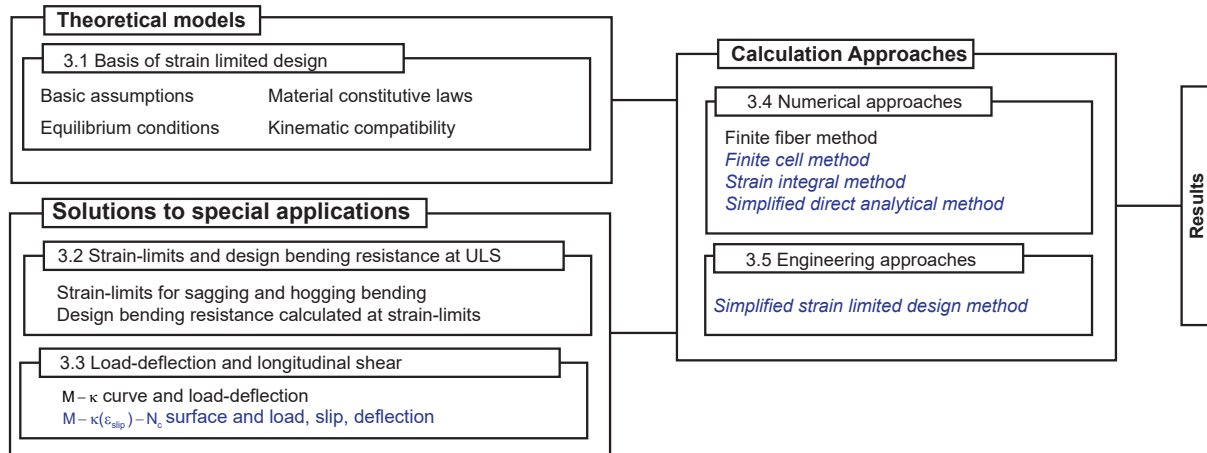 Theoretical models
3.1 Basis of strain limited design
Basic assumptions Material constitutive laws
Equilibrium conditions Kinematic compatibility
Solutions to special applications
3.2 Strain-limits and design bending resistance at ULS
Strain-limits for sagging and hogging bending
Design bending resistance calculated at strain-limits
3.3 Load-deflection and longitudinal shear
M – κ curve and load-deflection
M – κ(ε_slip) – N_c surface and load, slip, deflection
Calculation Approaches
3.4 Numerical approaches
Finite fiber method
Finite cell method
Strain integral method
Simplified direct analytical method
3.5 Engineering approaches
Simplified strain limited design method
Results